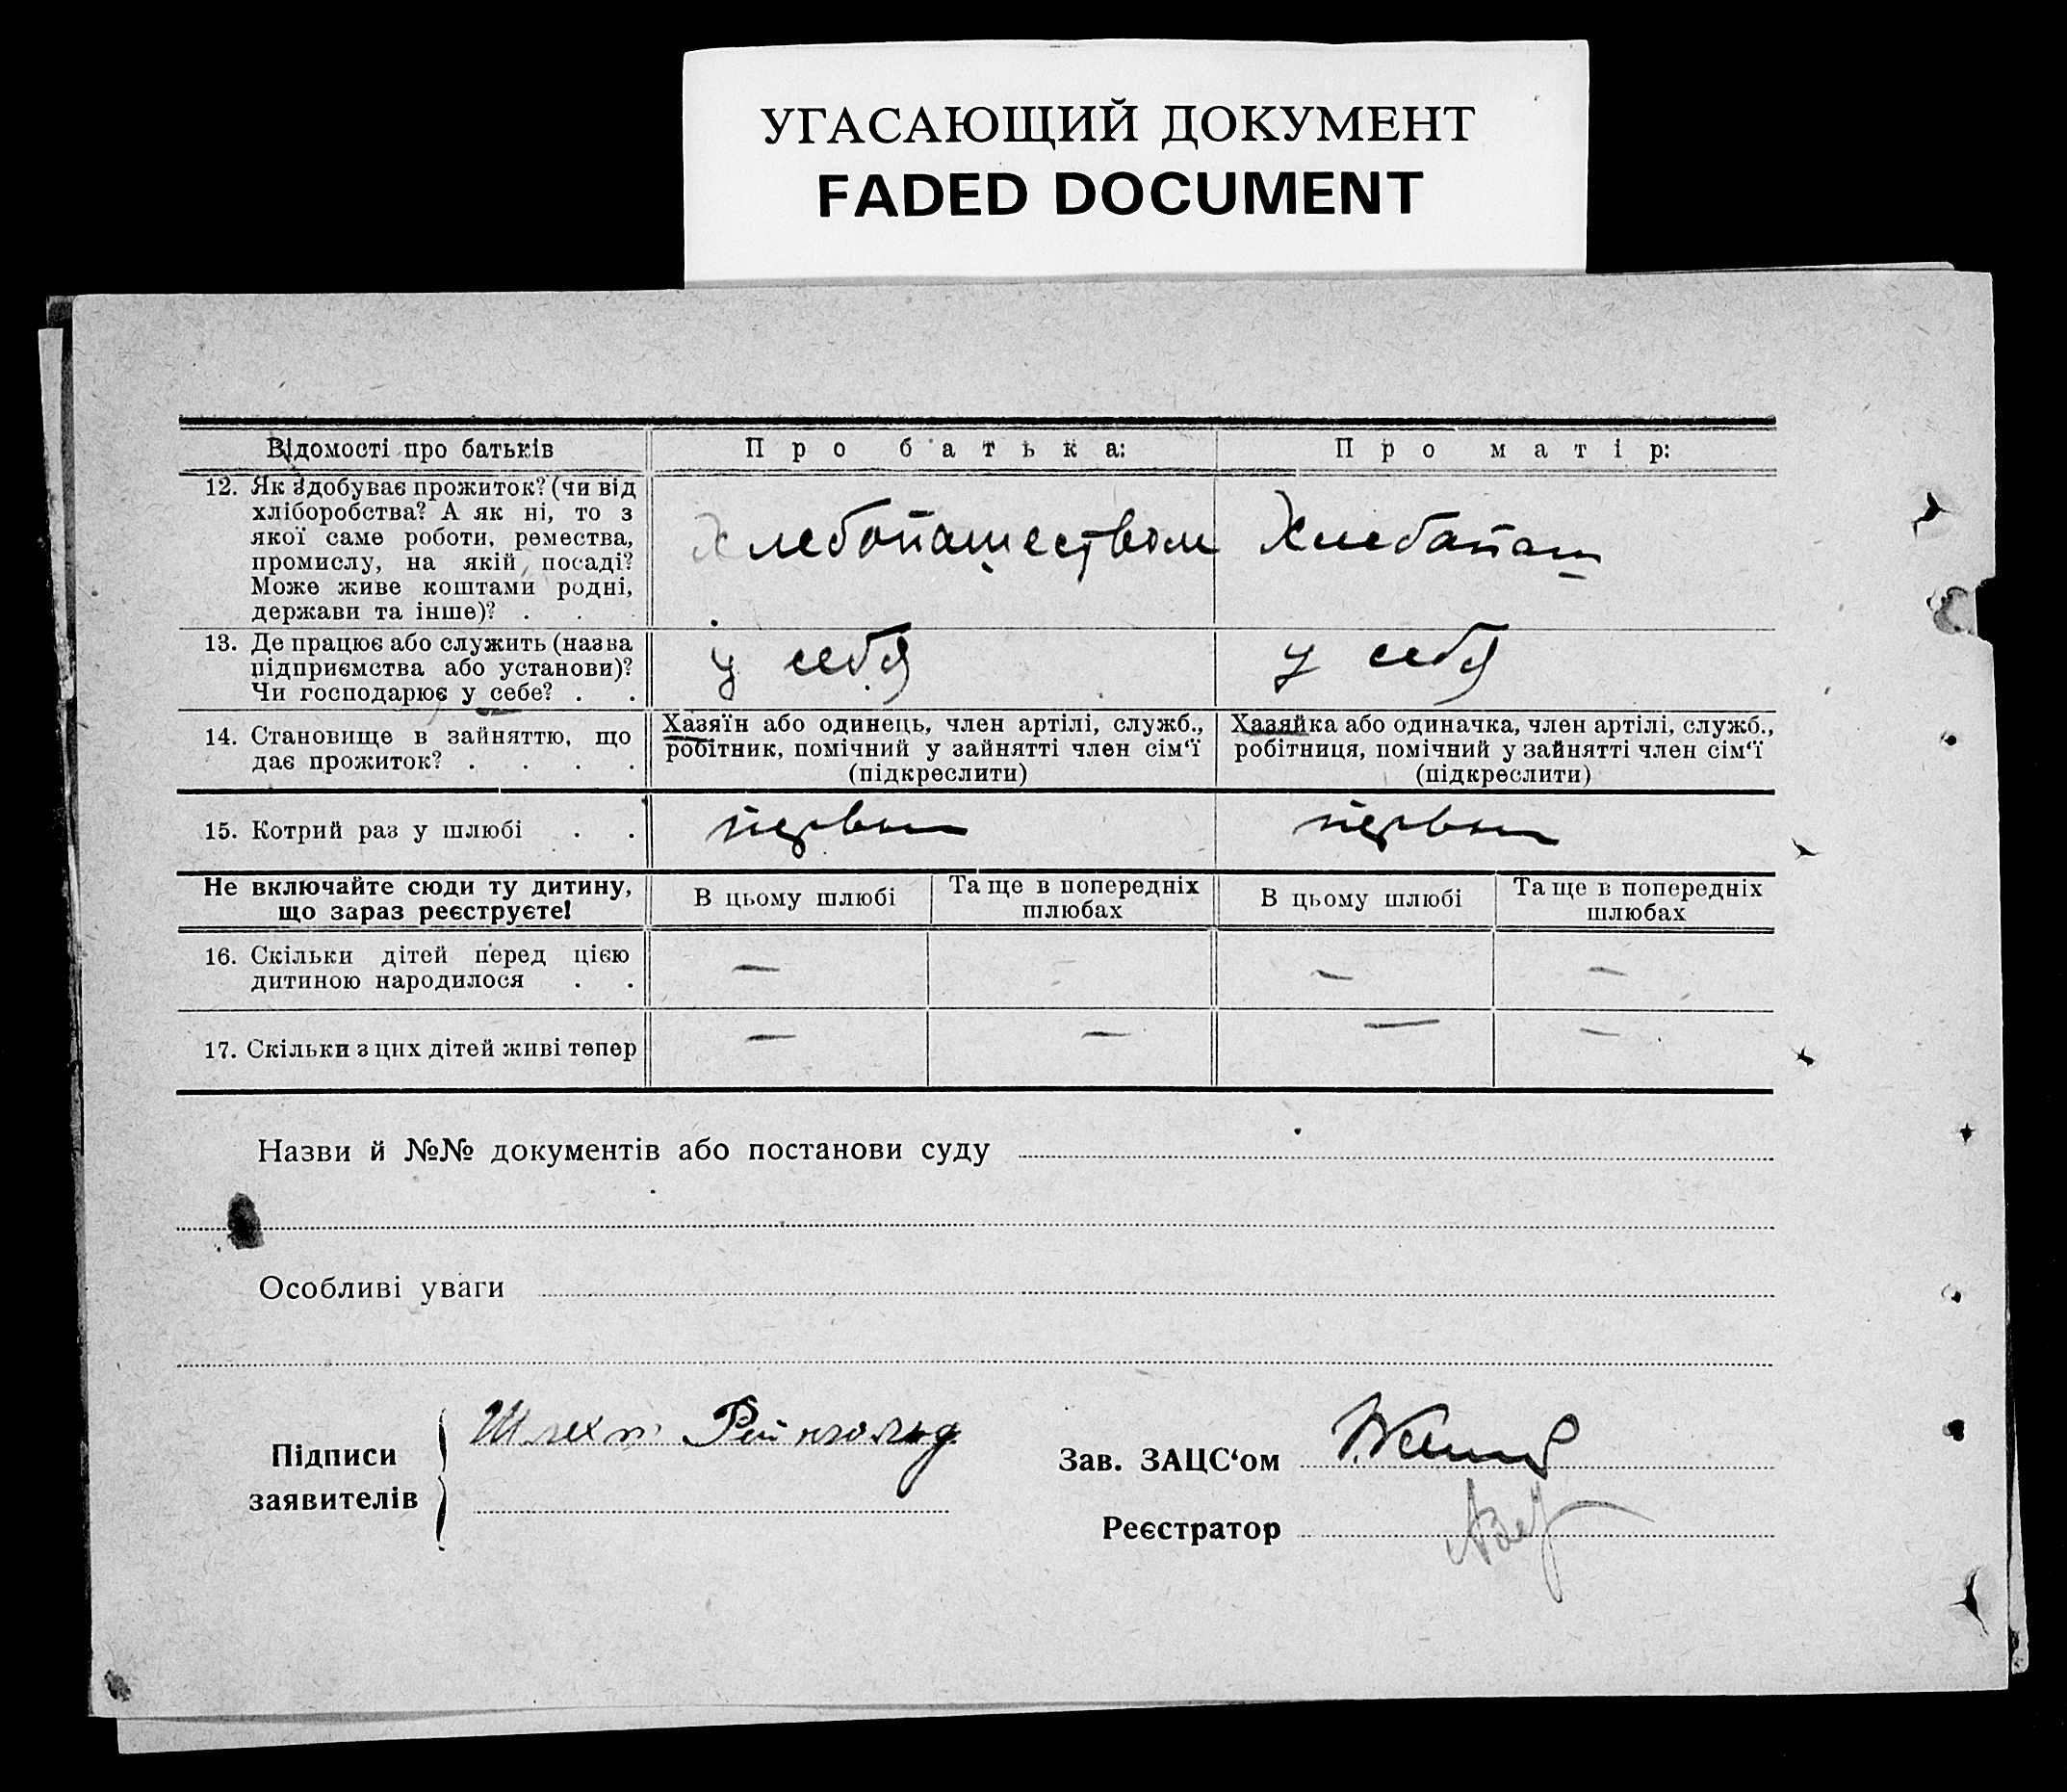 УГАСАЮЩИЙ ДОКУМЕНТ
FADED DOCUMENT
Відомості про батьків
Про батька:
Про матір:
12. Як здобуває прожиток? (чи від
хліборобства? А як ні, то з
якої саме роботи, ремества,
промислу, на якій посаді?
Може живе коштами родні,
держави та інше)? . .
Хлебопашеством
Хлебапаш
13. Де працює або служить (назва
підприємства або установи)?
Чи господарює у себе? . .
у себя
у себя
14. Становище в зайняттю, що
дає прожиток? . . . .
Хазяїн або одинець, член артілі, служб.,
робітник, помічний у зайнятті член сім‘ї
(підкреслити)
Хазяйка або одиначка, член артілі, служб.,
робітниця, помічний у зайнятті член сім‘ї
(підкреслити)
15. Котрий раз у шлюбі . .
первы
первы
Не включайте сюди ту дитину,
що зараз реєструєте!
В цьому шлюбі
Та ще в попередніх
шлюбах
В цьому шлюбі
Та ще в попередніх
шлюбах
16. Скільки дітей перед цією
дитиною народилося . .
—
—
—
17. Скільки з цих дітей живі тепер
—
—
—
—
Назви й №№ документів або постанови суду
Особливі уваги
Підписи
заявителів
Рейнгольд
Зав. ЗАЦС‘ом
Реєстратор